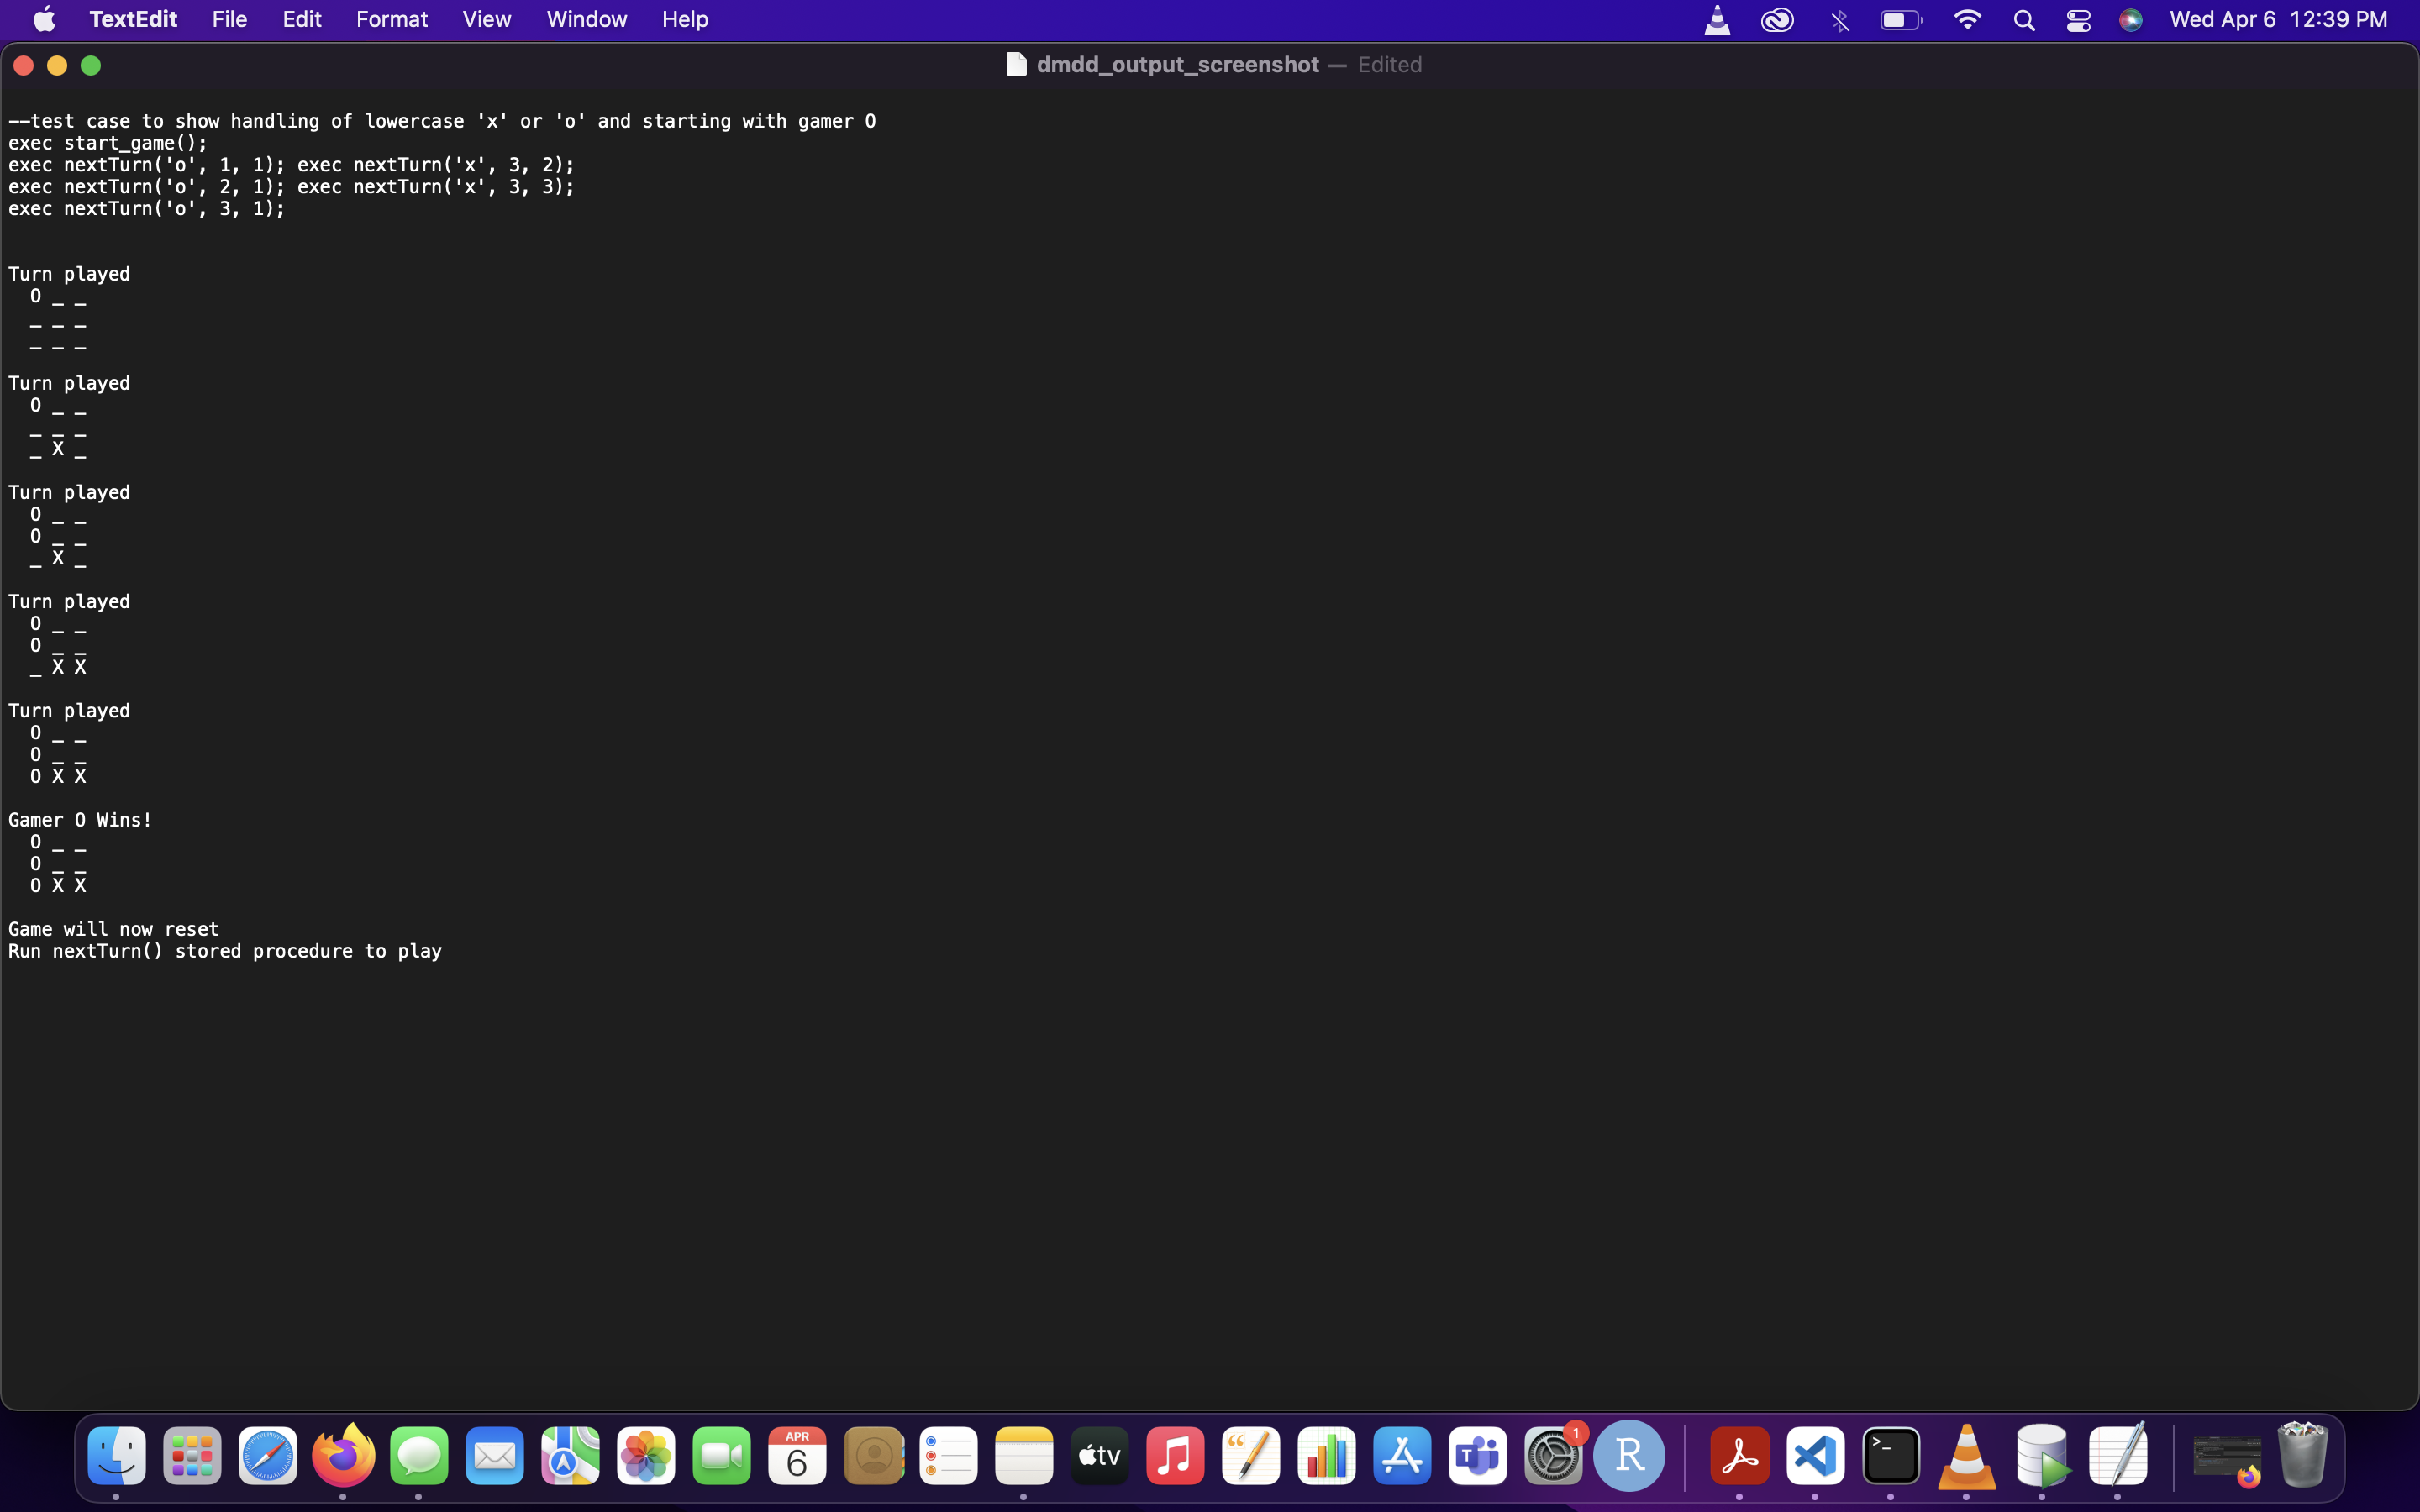 TextEdit File Edit Format View Window Help Wed Apr 6 12:39 PM
dmdd_output_screenshot — Edited
--test case to show handling of lowercase 'x' or 'o' and starting with gamer O
exec start_game();
exec nextTurn('o', 1, 1); exec nextTurn('x', 3, 2);
exec nextTurn('o', 2, 1); exec nextTurn('x', 3, 3);
exec nextTurn('o', 3, 1);
Turn played
O _ _
_ _ _
_ _ _
Turn played
O _ _
_ _ _
_ X _
Turn played
O _ _
O _ _
_ X _
Turn played
O _ _
O _ _
_ X X
Turn played
O _ _
O _ _
O X X
Gamer O Wins!
O _ _
O _ _
O X X
Game will now reset
Run nextTurn() stored procedure to play
APR
6
tv
T
1
R
>_